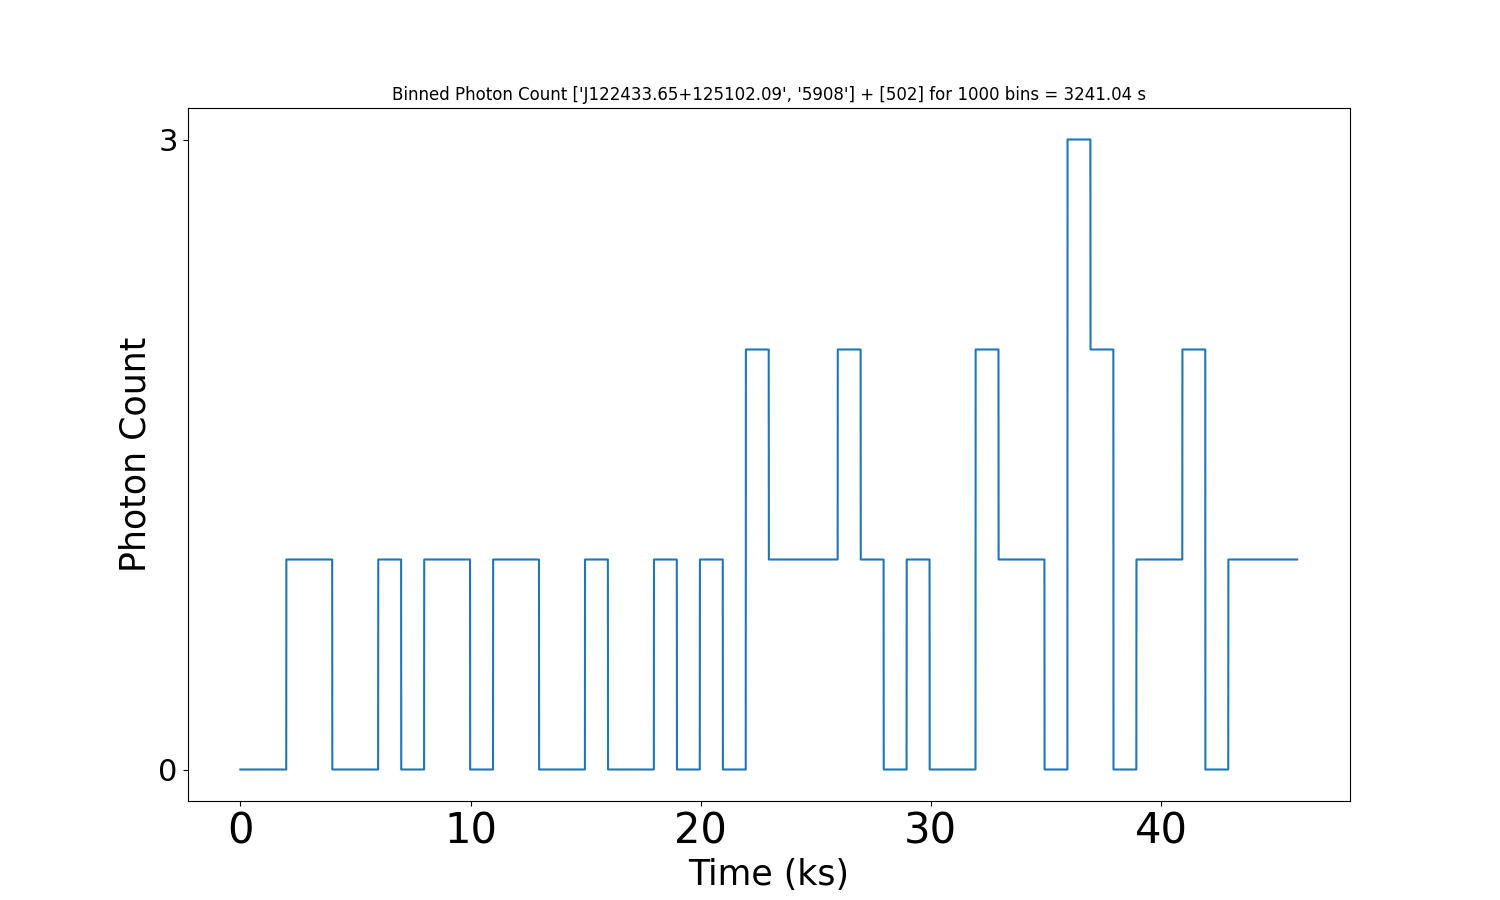 Binned Photon Count ['J122433.65+125102.09', '5908'] + [502] for 1000 bins = 3241.04 s
3
Photon Count
0
0 10 20 30 40
Time (ks)